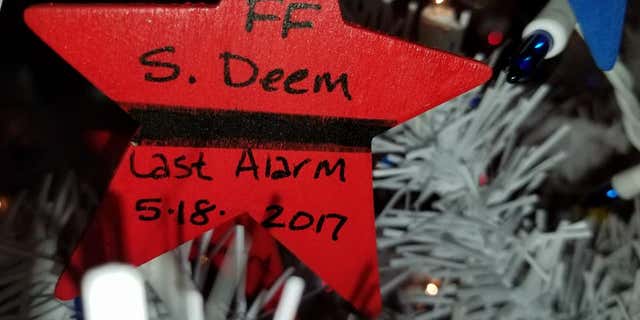 FF
S. Deem
Last Alarm
5.18. 2017